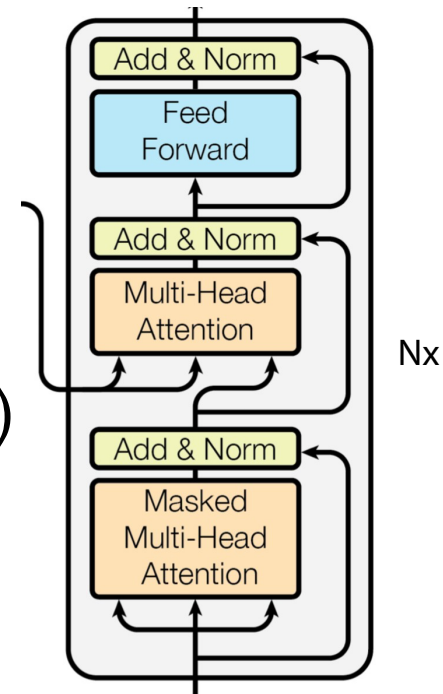 Add & Norm
Feed
Forward
Add & Norm
Multi-Head
Attention
Nx
)
Add & Norm
Masked
Multi-Head
Attention